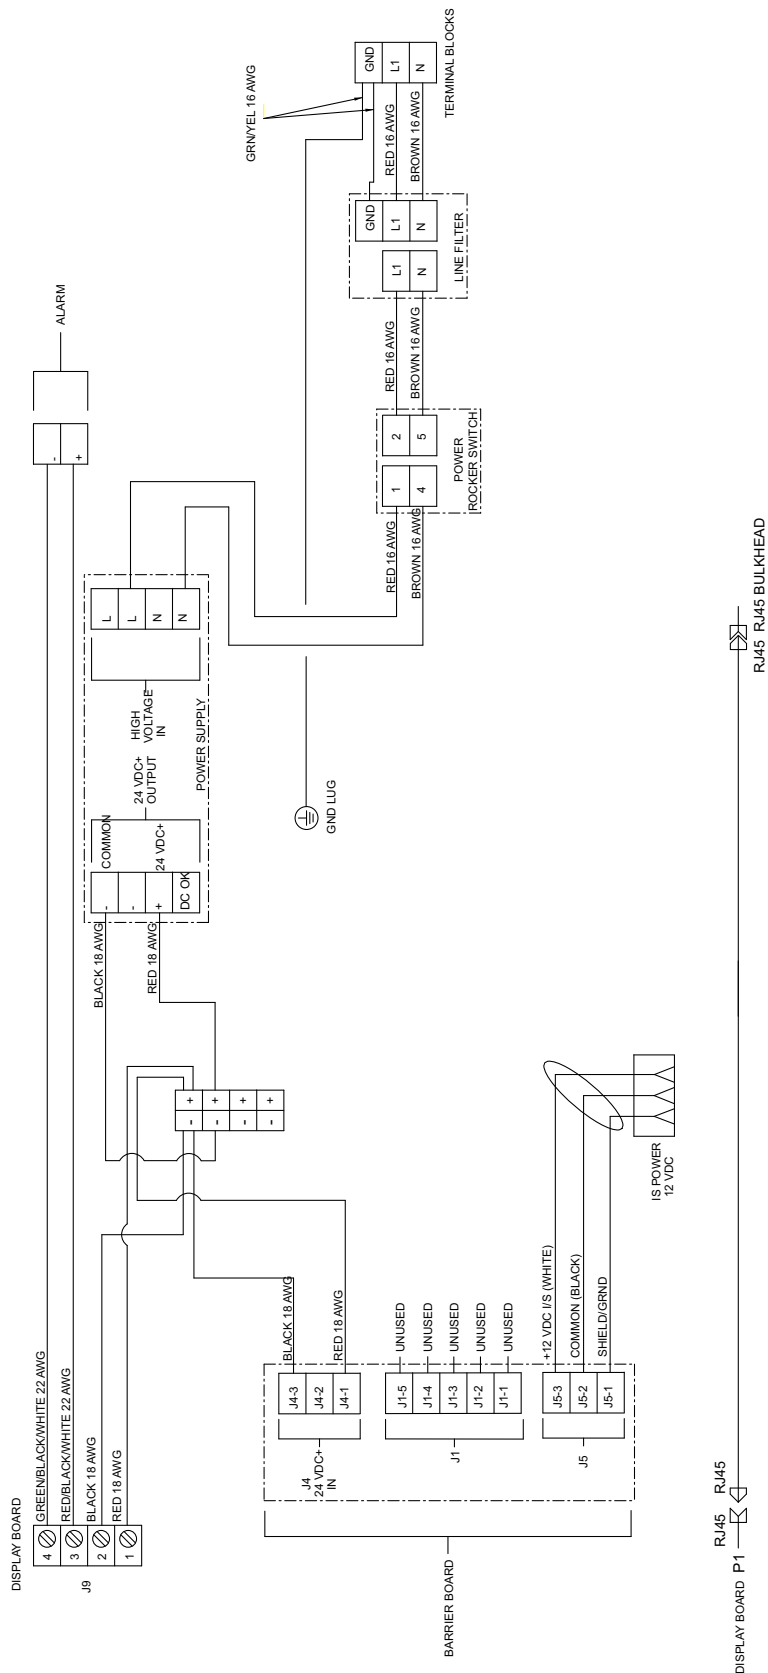 DISPLAY BOARD
J9
4
3
2
1
GREEN/BLACK/WHITE 22 AWG
RED/BLACK/WHITE 22 AWG
BLACK 18 AWG
RED 18 AWG
-
+
ALARM
BLACK 18 AWG
RED 18 AWG
-
-
+
DC OK
COMMON
24 VDC+
24 VDC+
OUTPUT
HIGH
VOLTAGE
IN
L
L
N
N
POWER SUPPLY
- +
- +
- +
- +
GND LUG
RED 16 AWG
BROWN 16 AWG
1
4
2
5
POWER
ROCKER SWITCH
RED 16 AWG
BROWN 16 AWG
L1
N
GND
L1
N
LINE FILTER
GRN/YEL 16 AWG
RED 16 AWG
BROWN 16 AWG
GND
L1
N
TERMINAL BLOCKS
BARRIER BOARD
J4
24 VDC+
IN
J4-3
J4-2
J4-1
BLACK 18 AWG
RED 18 AWG
J1
J1-5
J1-4
J1-3
J1-2
J1-1
UNUSED
UNUSED
UNUSED
UNUSED
UNUSED
J5
J5-3
J5-2
J5-1
+12 VDC I/S (WHITE)
COMMON (BLACK)
SHIELD/GRND
IS POWER
12 VDC
DISPLAY BOARD P1
RJ45
RJ45
RJ45
RJ45 BULKHEAD